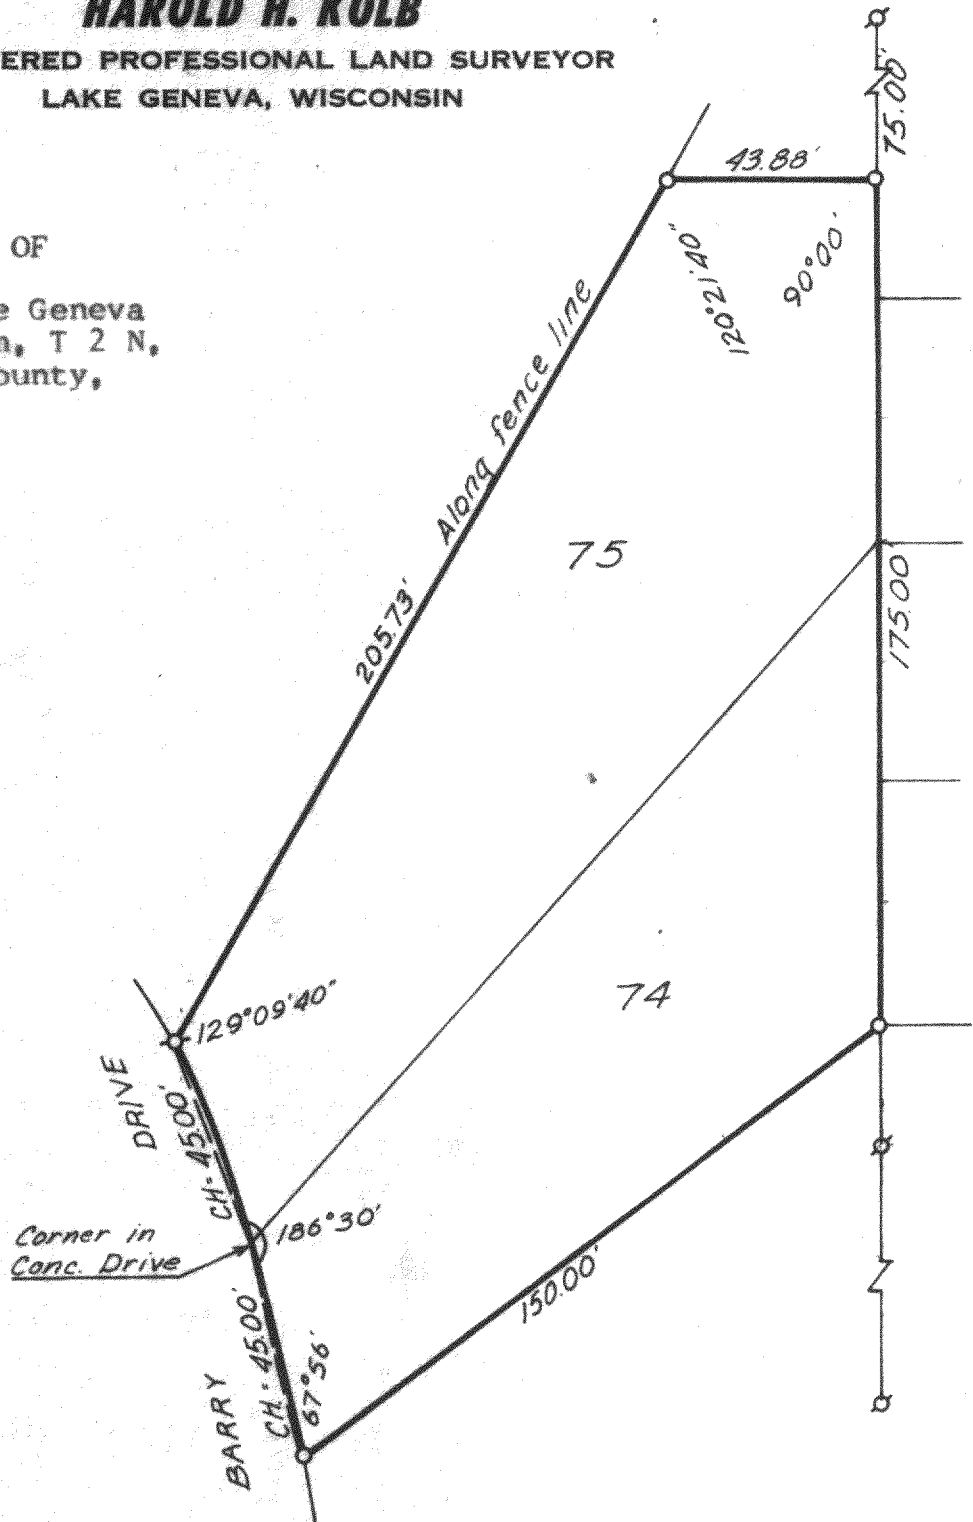 HAROLD H. KOLB
ERED PROFESSIONAL LAND SURVEYOR
LAKE GENEVA, WISCONSIN
75.00'
43.88'
OF
e Geneva
n, T 2 N,
ounty,
120°21'40"
90°00'
Along fence line
205.73'
75
175.00
74
129°09'40"
DRIVE
CH = 45.00'
186°30'
Corner in
Conc. Drive
150.00'
CH = 45.00'
67°56'
BARRY